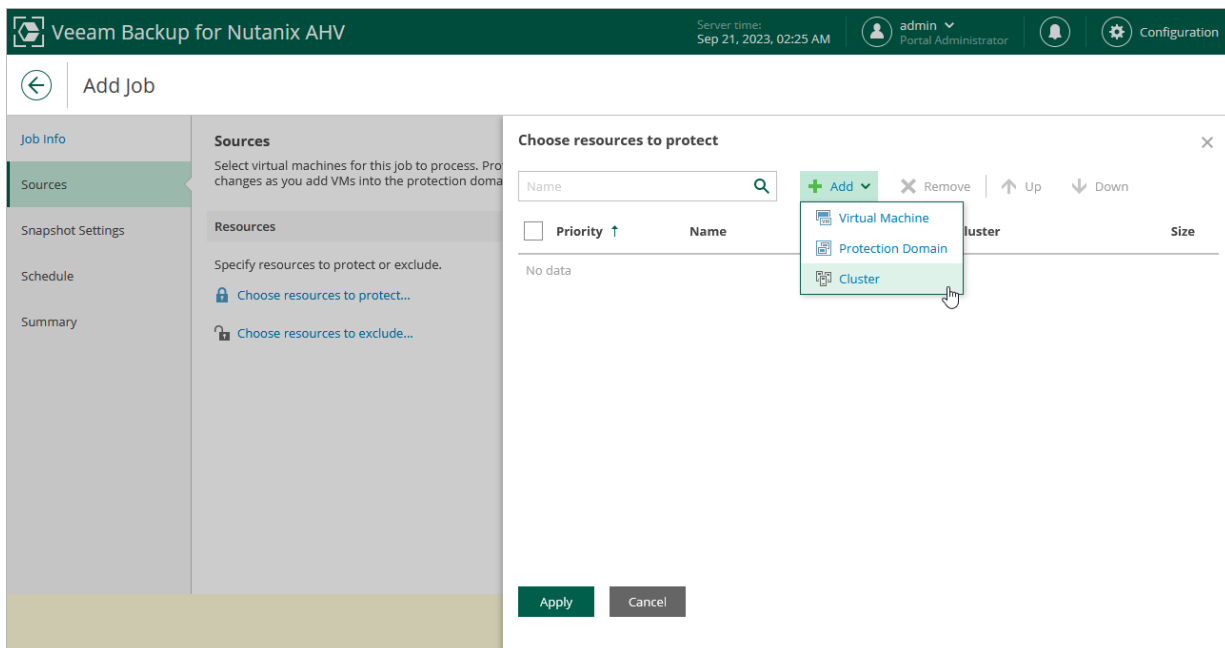 Veeam Backup for Nutanix AHV
Server time:
Sep 21, 2023, 02:25 AM
admin
Portal Administrator
Configuration
Add Job
Job Info
Sources
Snapshot Settings
Schedule
Summary
Sources
Select virtual machines for this job to process. Pro
changes as you add VMs into the protection doma
Resources
Specify resources to protect or exclude.
Choose resources to protect...
Choose resources to exclude...
Choose resources to protect
Name
Add
Remove
Up
Down
Priority
Name
luster
Size
No data
Virtual Machine
Protection Domain
Cluster
Apply
Cancel